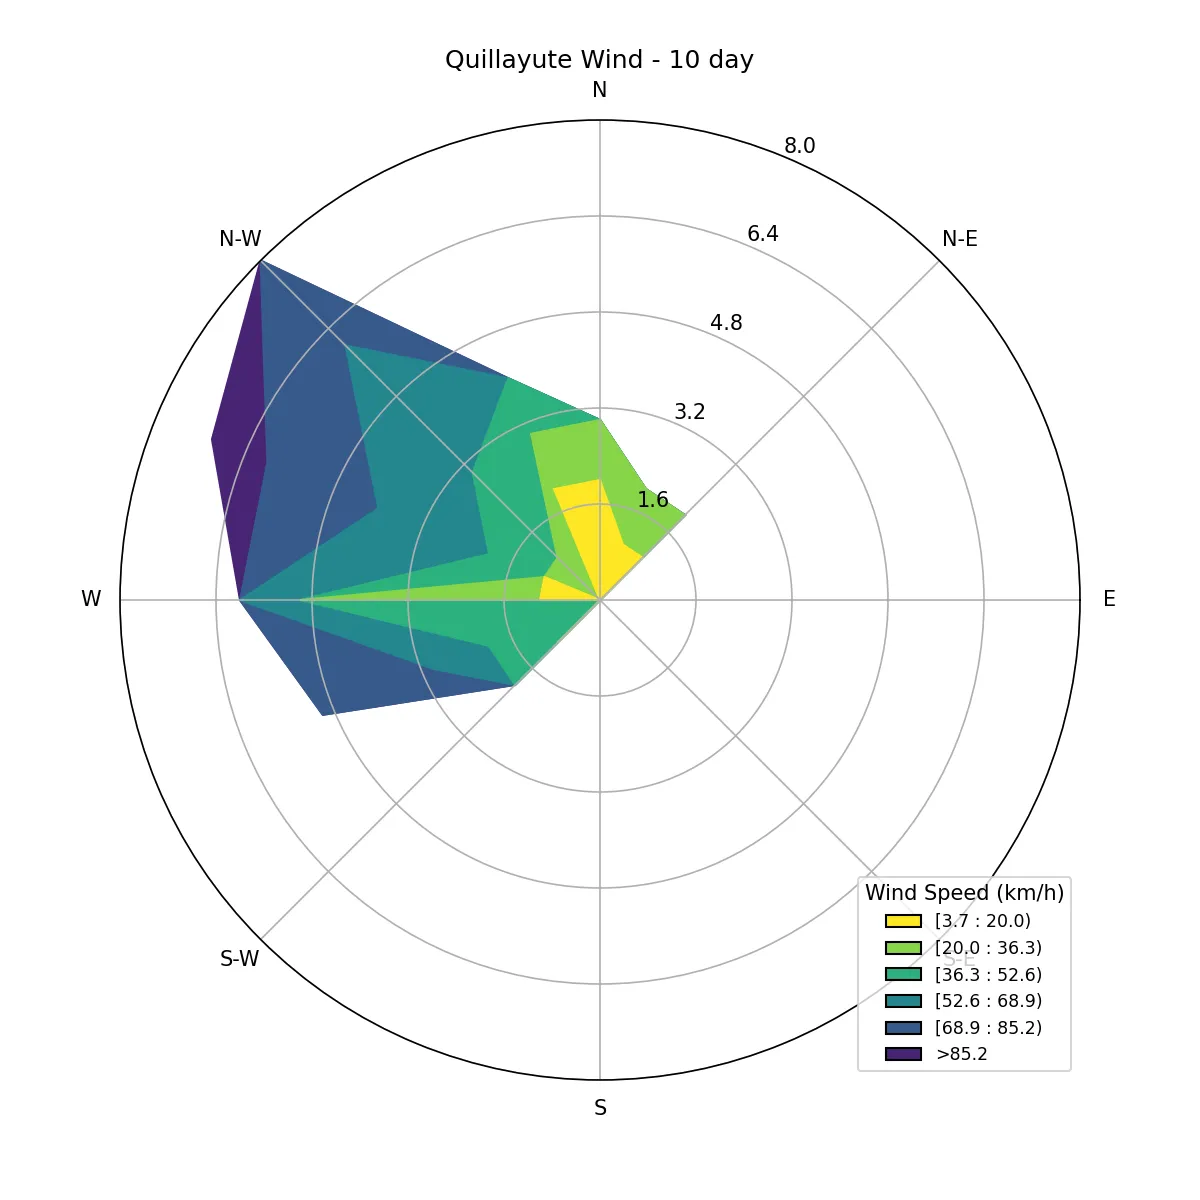 Quillayute Wind - 10 day
N
8.0
N-W
N-E
6.4
4.8
3.2
1.6
W
E
Wind Speed (km/h)
[3.7 : 20.0)
[20.0 : 36.3)
S-W
S-E
[36.3 : 52.6)
[52.6 : 68.9)
[68.9 : 85.2)
>85.2
S